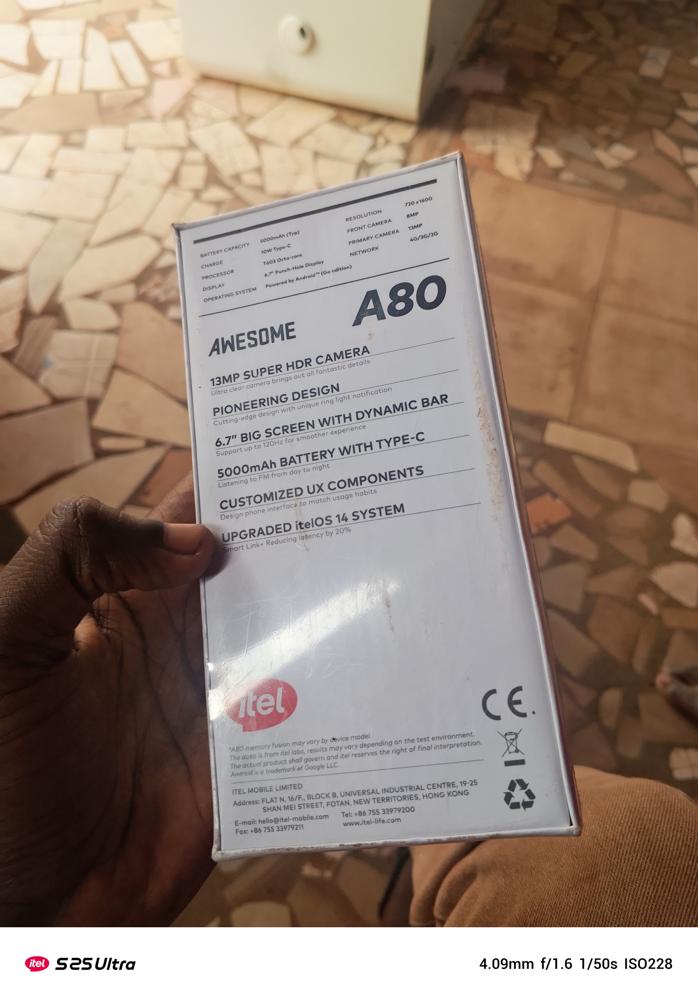 BATTERY CAPACITY 5000mAh (Typ) RESOLUTION 720 x 1600
CHARGE 10W Type-C FRONT CAMERA 8MP
PROCESSOR T603 Octa-core PRIMARY CAMERA 13MP
DISPLAY 6.7" Punch-Hole Display NETWORK 4G/3G/2G
OPERATING SYSTEM Powered by Android™ (Go edition)
AWESOME A80
13MP SUPER HDR CAMERA
Ultra clear camera brings out all fantastic details
PIONEERING DESIGN
Cutting-edge design with unique ring light notification
6.7” BIG SCREEN WITH DYNAMIC BAR
Support up to 120Hz for smoother experience
5000mAh BATTERY WITH TYPE-C
Listening to FM from day to night
CUSTOMIZED UX COMPONENTS
Design phone interface to match usage habits
UPGRADED itelOS 14 SYSTEM
Smart Link+ Reducing latency by 20%
itel
CE.
*A80 memory fusion may vary by device model.
The data is from itel labs, results may vary depending on the test environment.
The actual product shall govern and itel reserves the right of final interpretation.
Android is a trademark of Google LLC.
ITEL MOBILE LIMITED
Address: FLAT N, 16/F., BLOCK B, UNIVERSAL INDUSTRIAL CENTRE, 19-25
SHAN MEI STREET, FOTAN, NEW TERRITORIES, HONG KONG
E-mail: hello@itel-mobile.com Tel: +86 755 33979200
Fax: +86 755 33979211 www.itel-life.com
itel S25 Ultra 4.09mm f/1.6 1/50s ISO228